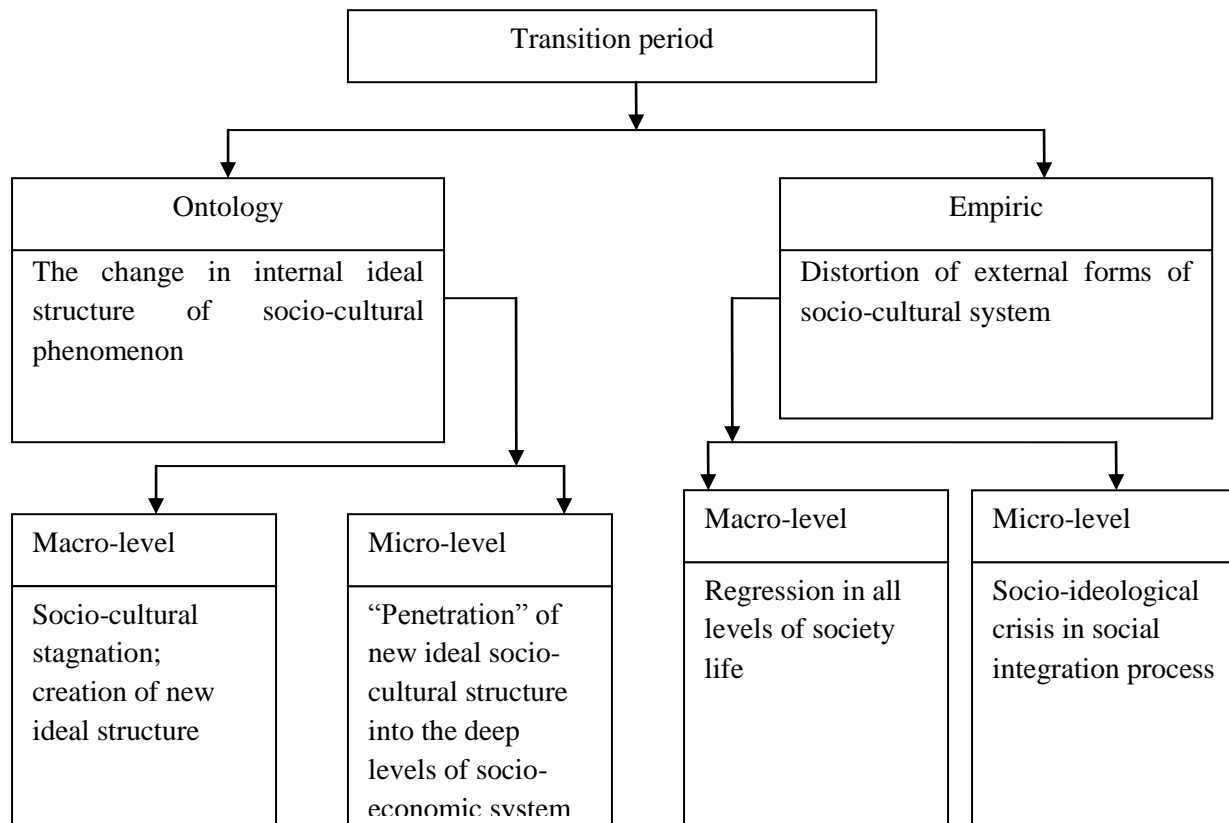 Transition period
Ontology
The change in internal ideal
structure of socio-cultural
phenomenon
Empiric
Distortion of external forms of
socio-cultural system
Macro-level
Socio-cultural
stagnation;
creation of new
ideal structure
Micro-level
“Penetration” of
new ideal socio-
cultural structure
into the deep
levels of socio-
economic system
Macro-level
Regression in all
levels of society
life
Micro-level
Socio-ideological
crisis in social
integration process